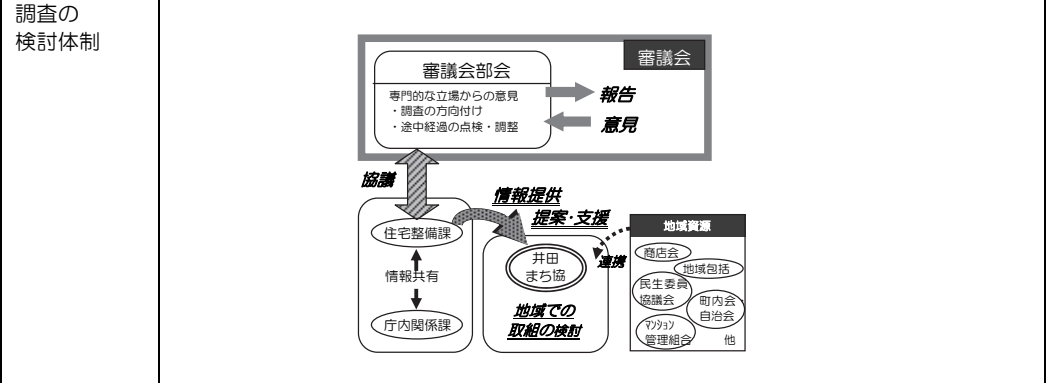 調査の
検討体制
審議会
審議会部会
専門的な立場からの意見
・調査の方向付け
・途中経過の点検・調整
報告
意見
協議
情報提供
提案・支援
住宅整備課
情報共有
庁内関係課
井田
まち協
地域での
取組の検討
連携
地域資源
商店会
地域包括
民生委員
協議会
町内会・
自治会
マンション
管理組合
他